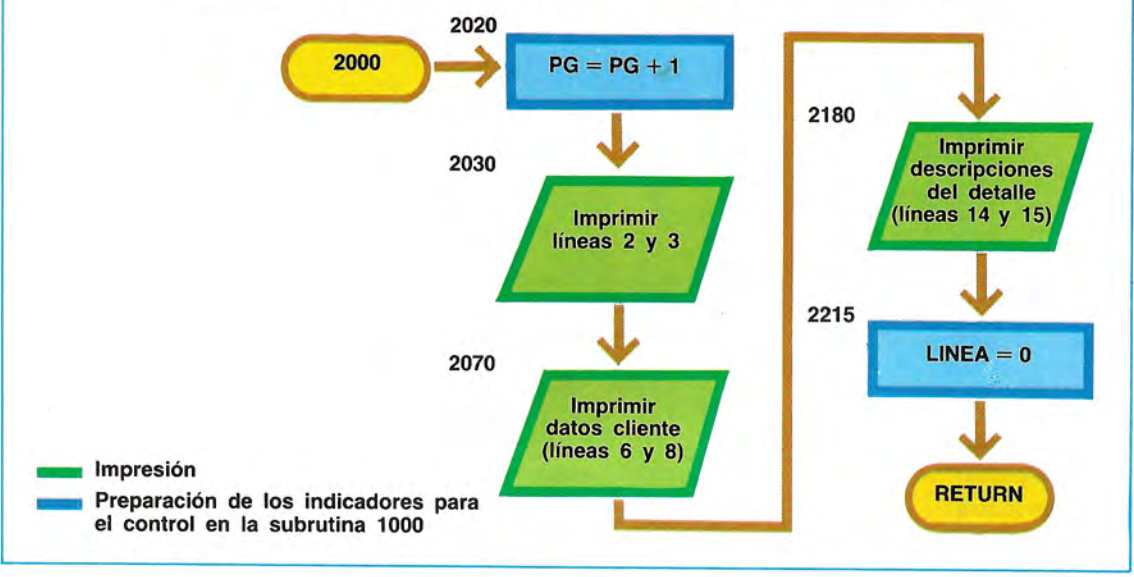 2000
2020
PG = PG + 1
2030
Imprimir
líneas 2 y 3
2070
Imprimir
datos cliente
(líneas 6 y 8)
2180
Imprimir
descripciones
del detalle
(líneas 14 y 15)
2215
LINEA = 0
RETURN
Impresión
Preparación de los indicadores para
el control en la subrutina 1000